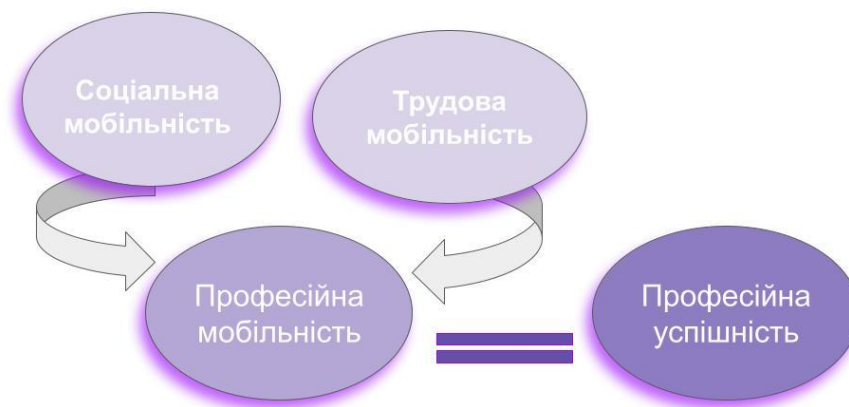 Соціальна
мобільність
Трудова
мобільність
Професійна
мобільність
Професійна
успішність